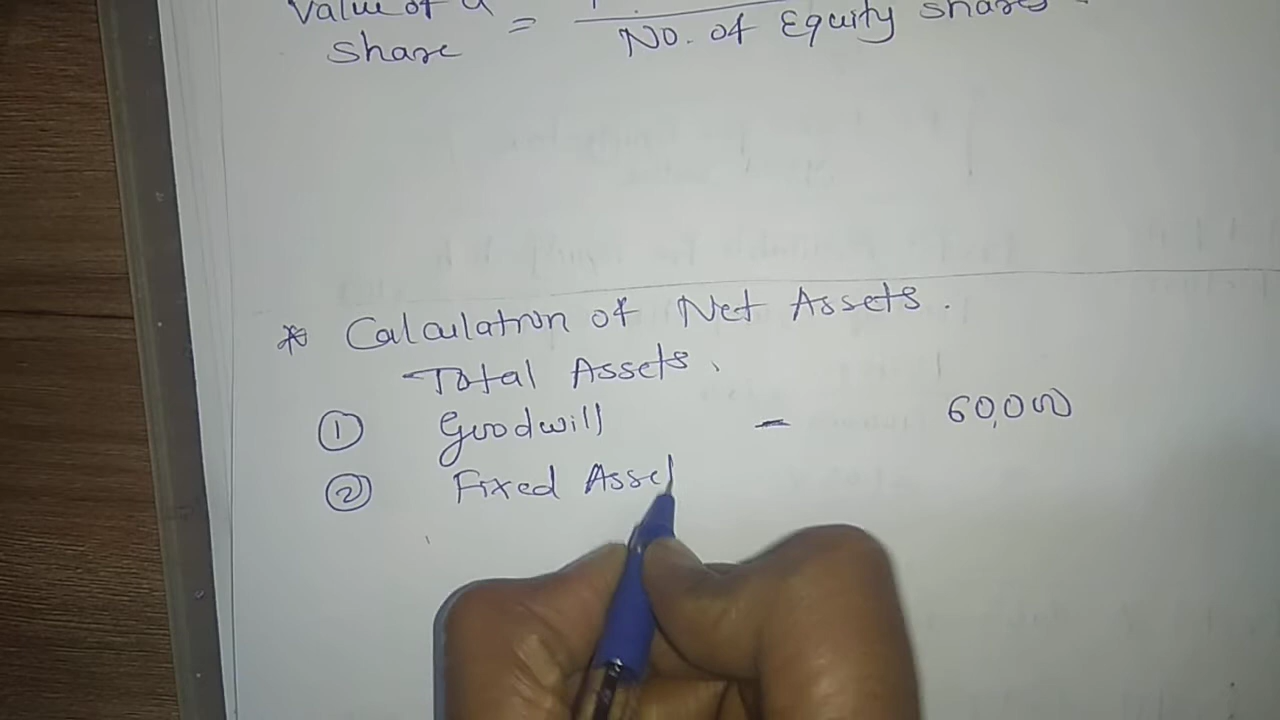 Value of a
= No. of Equity shares.
Share
* Calculation of Net Assets.
Total Assets.
① Goodwill - 60,000
② Fixed Asset